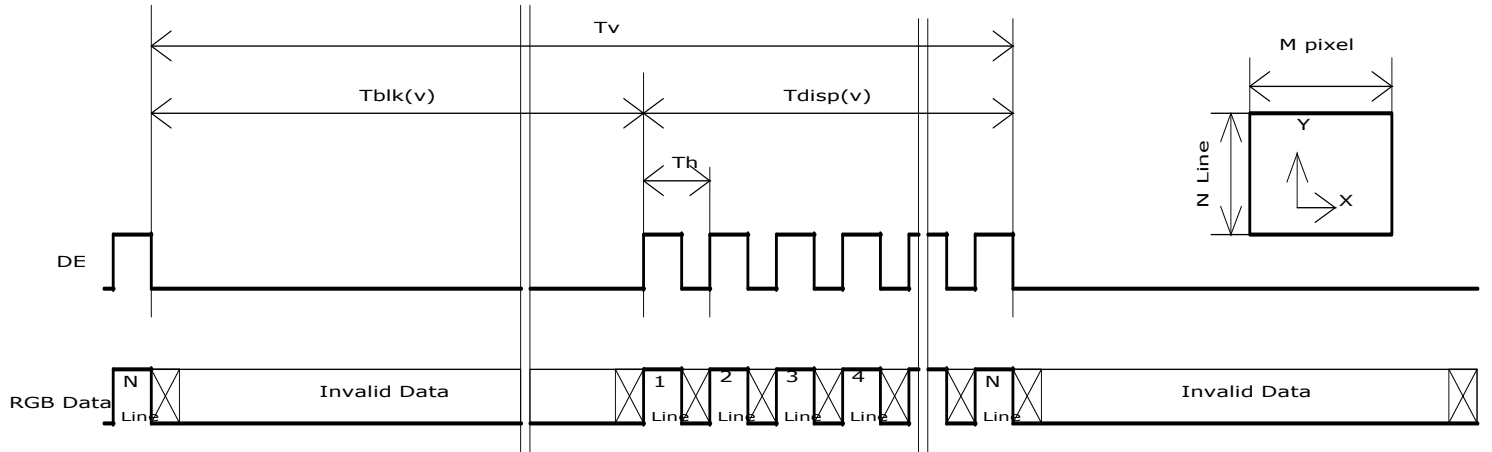 Tv
M pixel
Tblk(v)
Tdisp(v)
Y
N Line
Th
X
DE
N
Invalid Data
1
2
3
4
N
Invalid Data
RGB Data
Line
Line
Line
Line
Line
Line